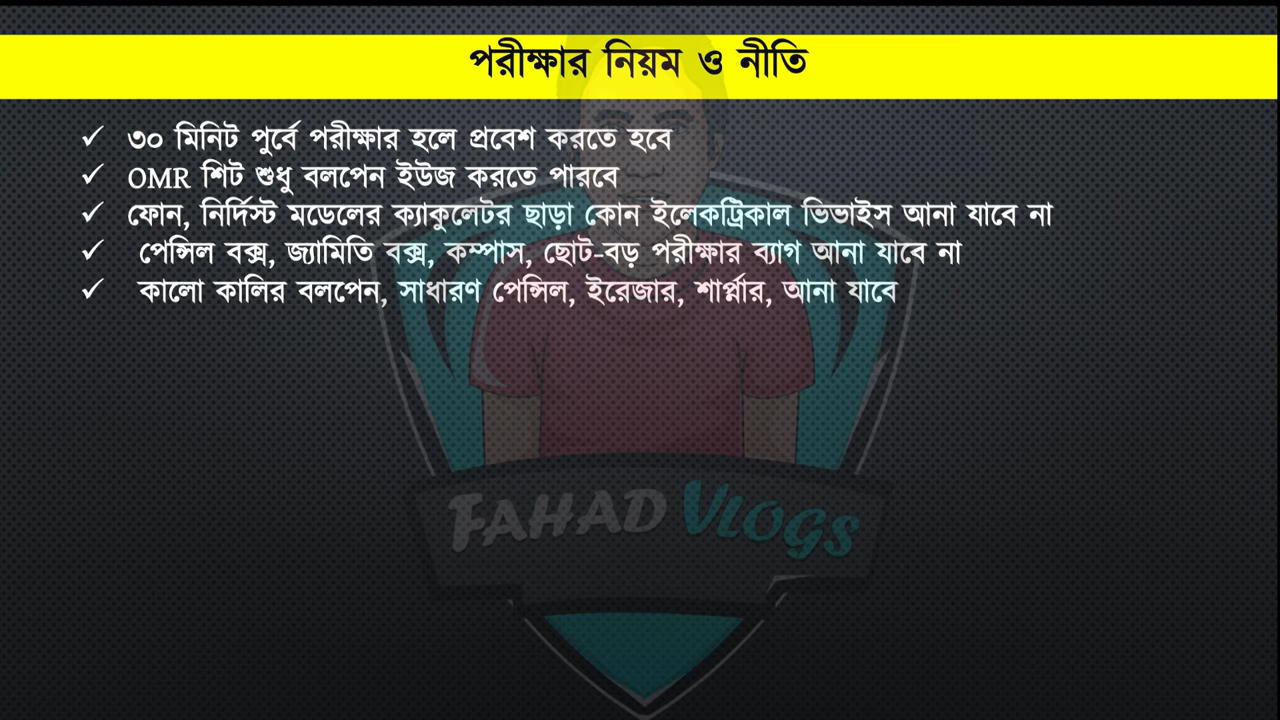 পরীক্ষার নিয়ম ও নীতি
✓ ৩০ মিনিট পুর্বে পরীক্ষার হলে প্রবেশ করতে হবে
✓ OMR শিট শুধু বলপেন ইউজ করতে পারবে
✓ ফোন, নির্দিস্ট মডেলের ক্যাকুলেটর ছাড়া কোন ইলেকট্রিকাল ভিভাইস আনা যাবে না
✓ পেন্সিল বক্স, জ্যামিতি বক্স, কম্পাস, ছোট-বড় পরীক্ষার ব্যাগ আনা যাবে না
✓ কালো কালির বলপেন, সাধারণ পেন্সিল, ইরেজার, শার্প্নার, আনা যাবে
FAHAD VLOGS